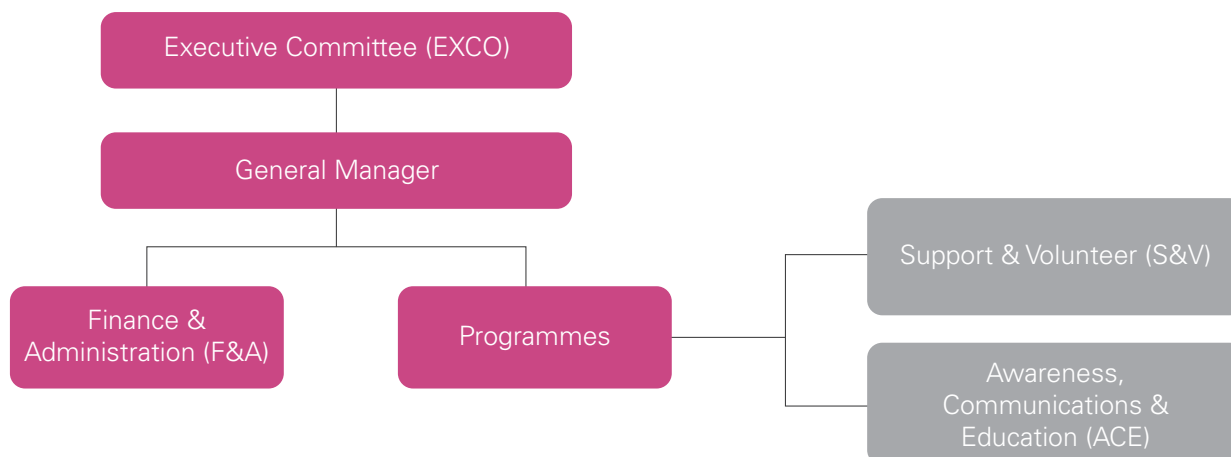 Executive Committee (EXCO)
General Manager
Finance &
Administration (F&A)
Programmes
Support & Volunteer (S&V)
Awareness,
Communications &
Education (ACE)